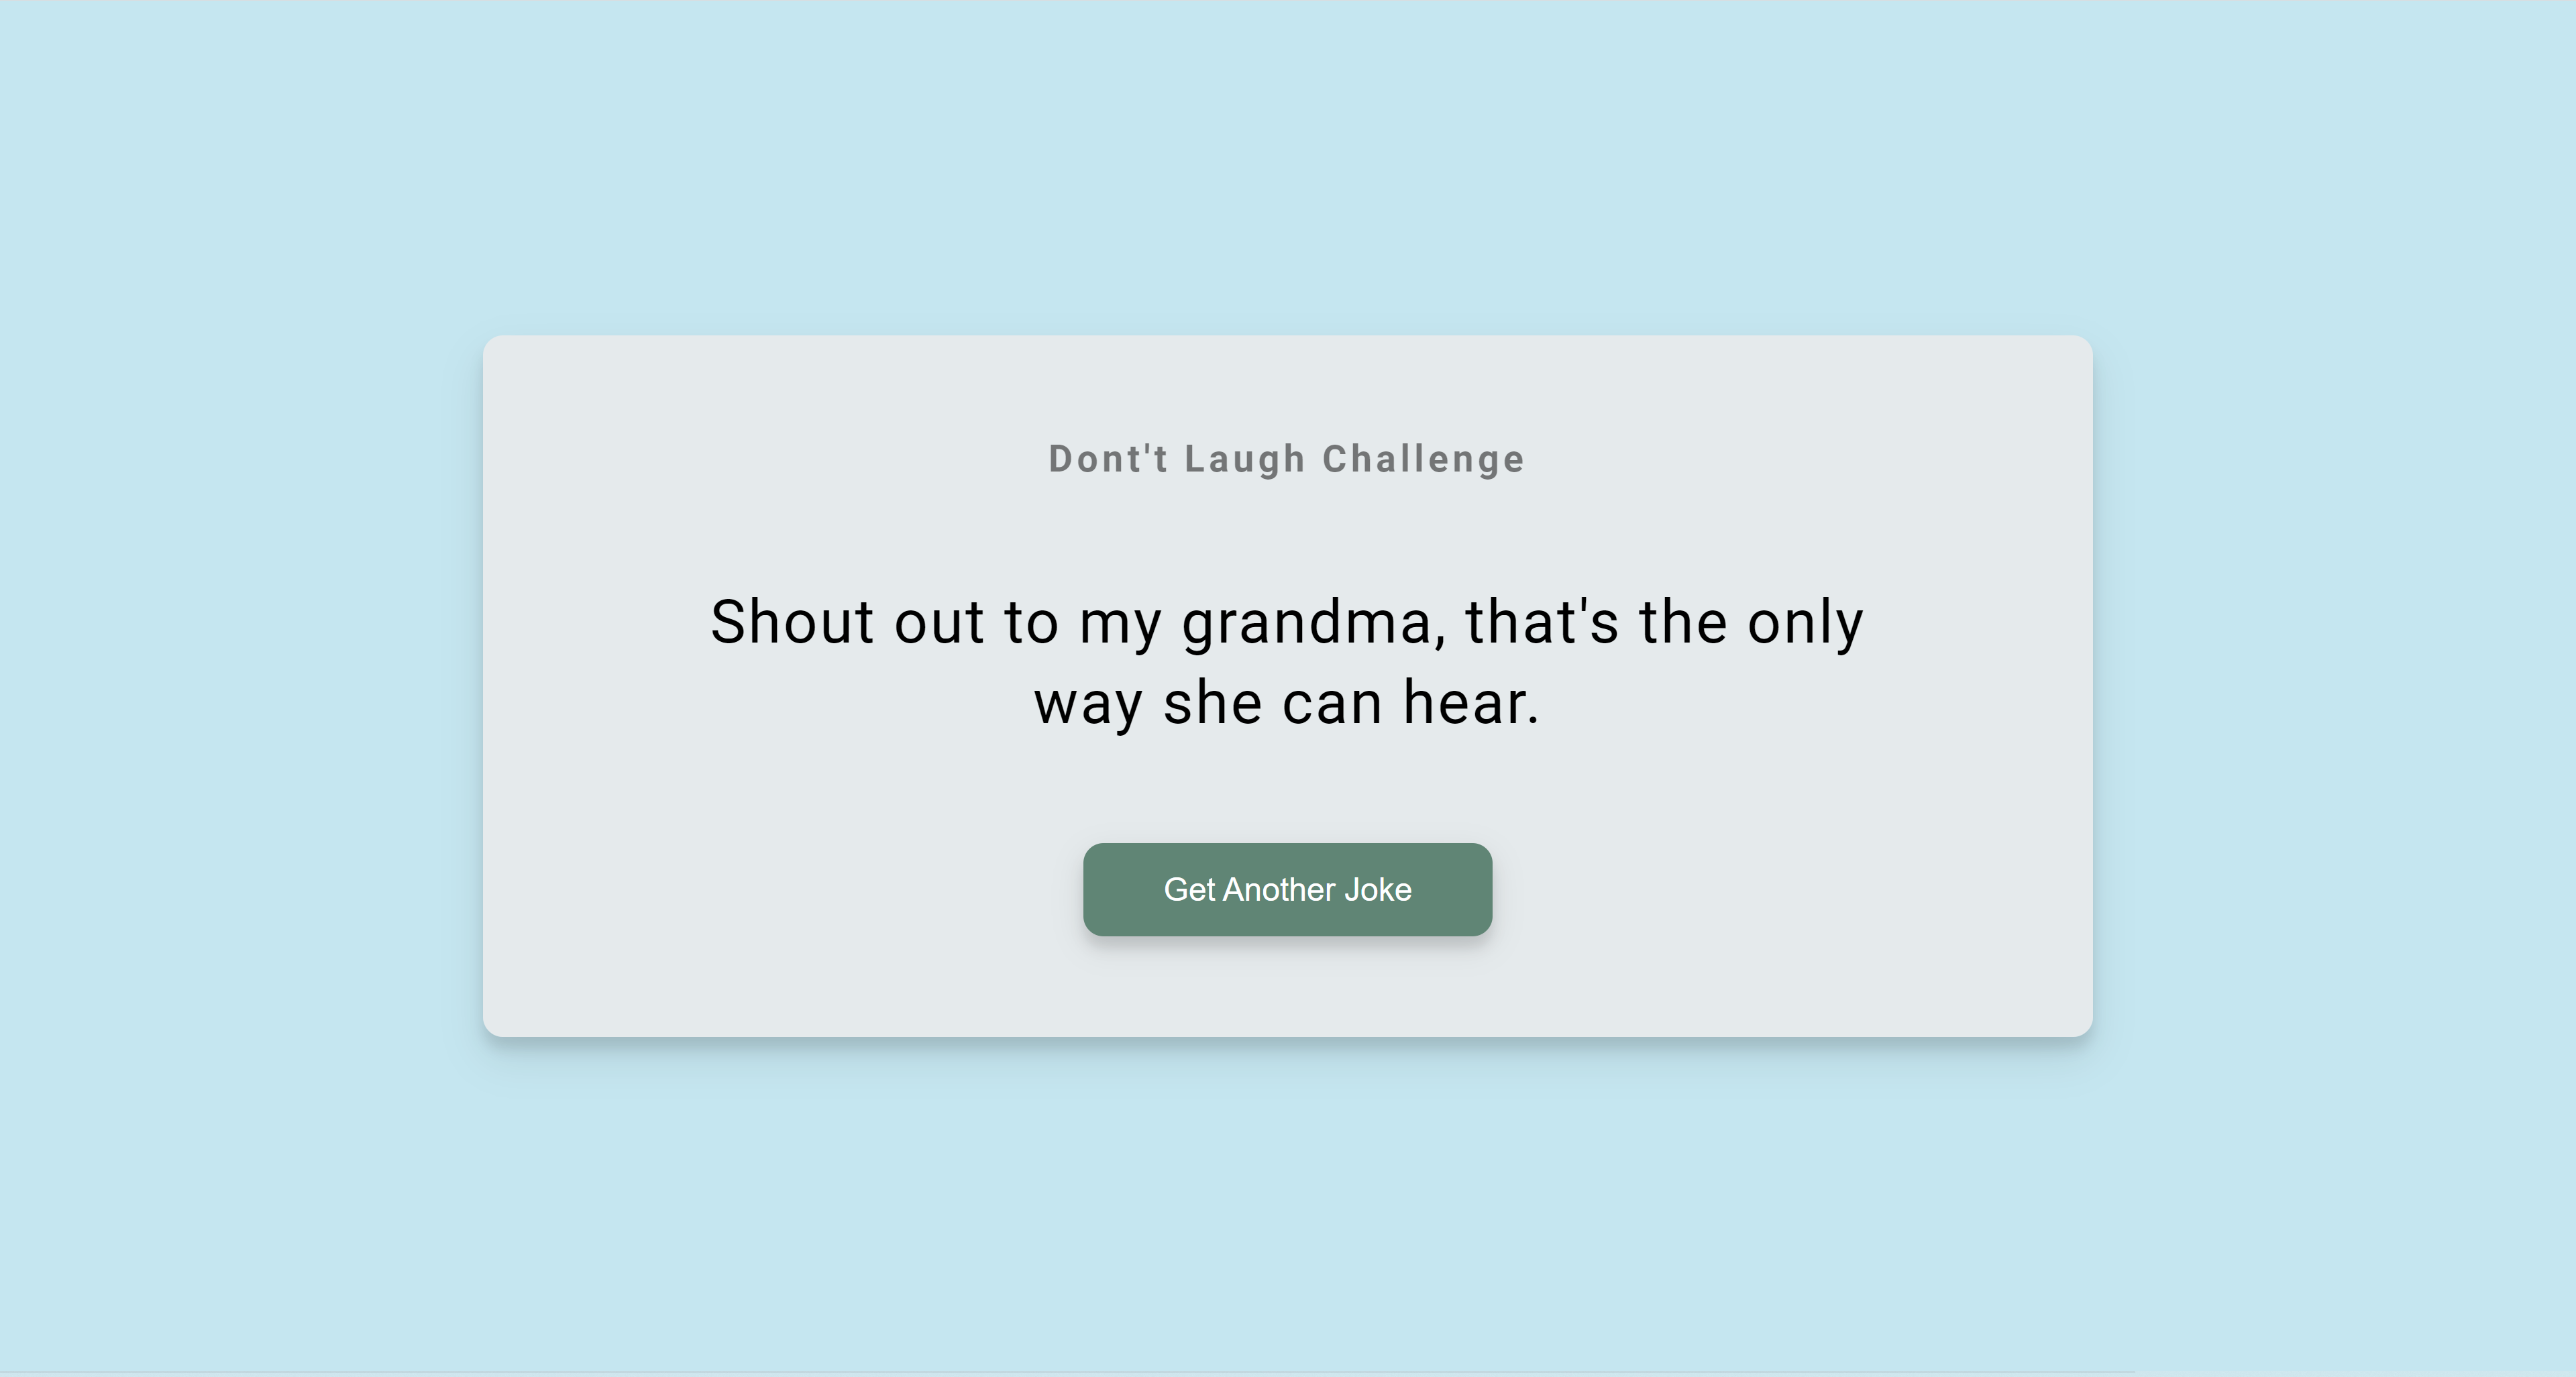 Dont't Laugh Challenge
Shout out to my grandma, that's the only
way she can hear.
Get Another Joke